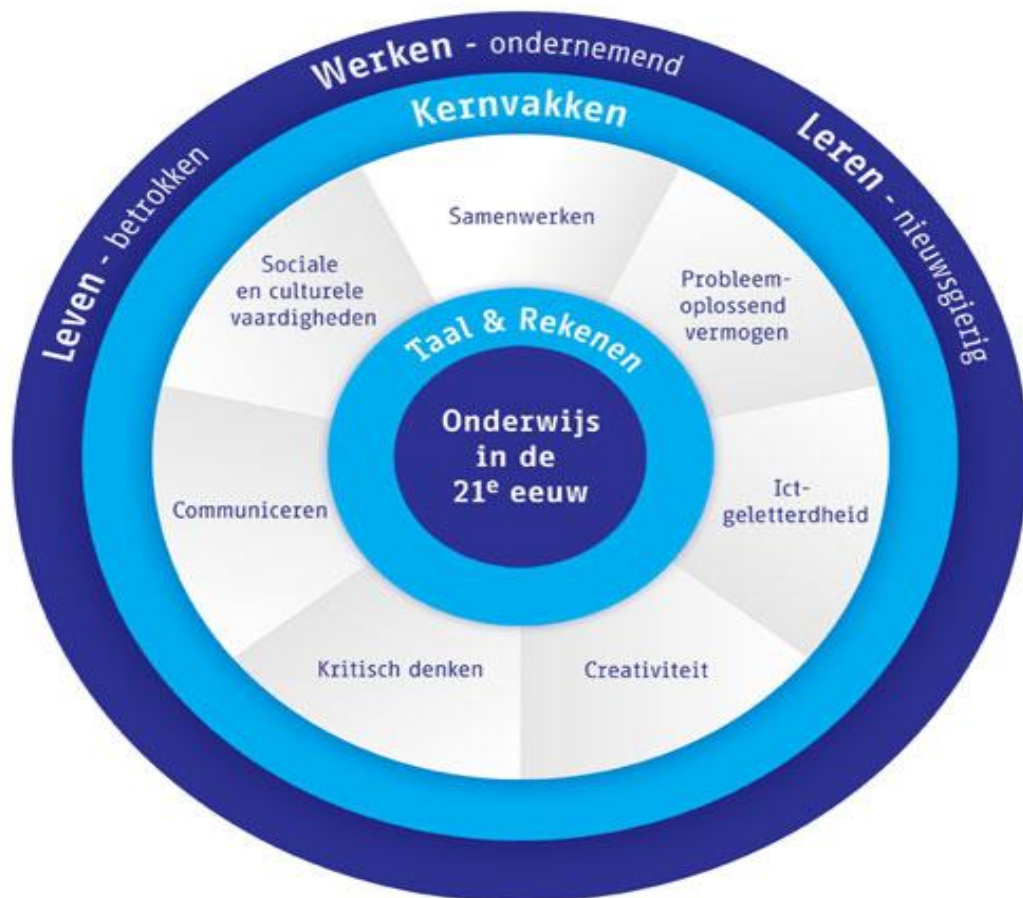 Werken - ondernemend
Leven - betrokken
Leren - nieuwsgierig
Kernvakken
Samenwerken
Sociale
en culturele
vaardigheden
Probleem-
oplossend
vermogen
Taal & Rekenen
Onderwijs
in de
21e eeuw
Communiceren
Ict-
geletterdheid
Kritisch denken
Creativiteit